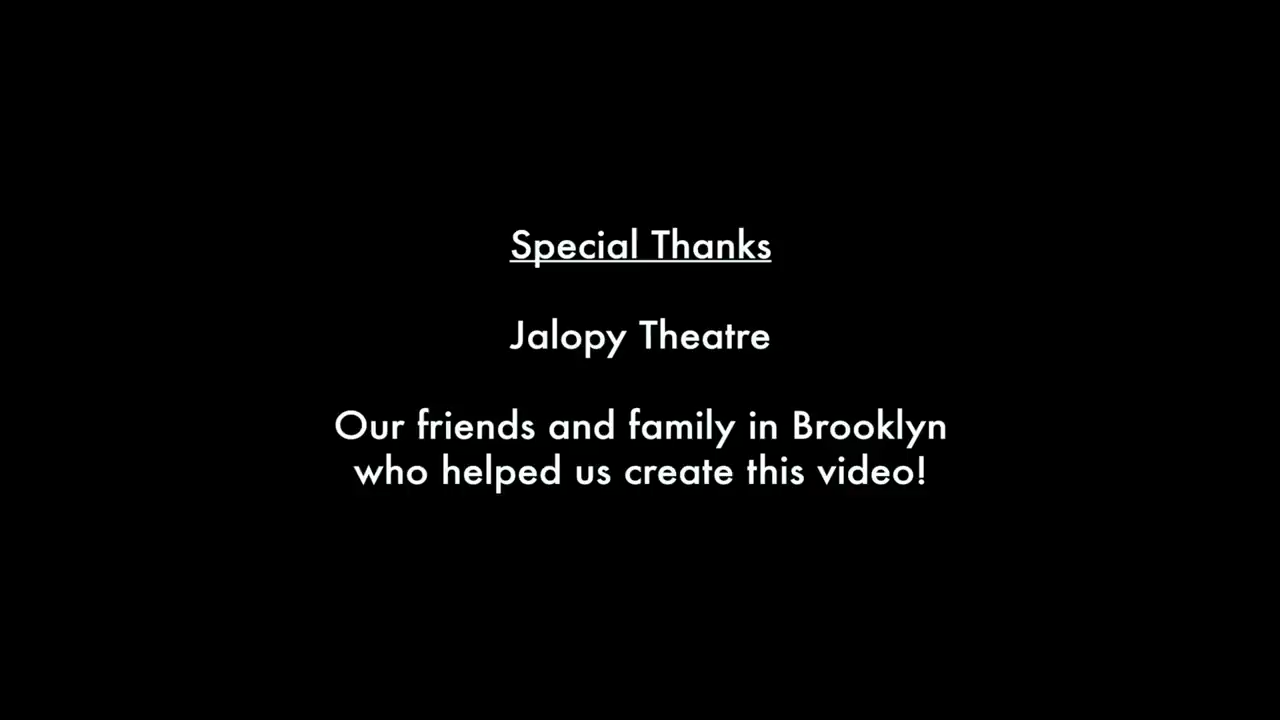 Special Thanks
Jalopy Theatre
Our friends and family in Brooklyn
who helped us create this video!